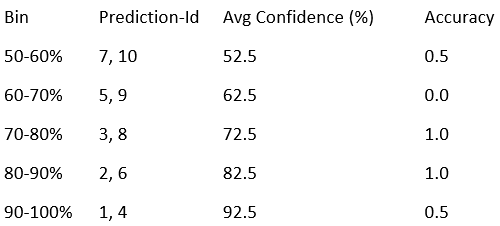 Bin Prediction-Id Avg Confidence (%) Accuracy
50-60% 7, 10 52.5 0.5
60-70% 5, 9 62.5 0.0
70-80% 3, 8 72.5 1.0
80-90% 2, 6 82.5 1.0
90-100% 1, 4 92.5 0.5